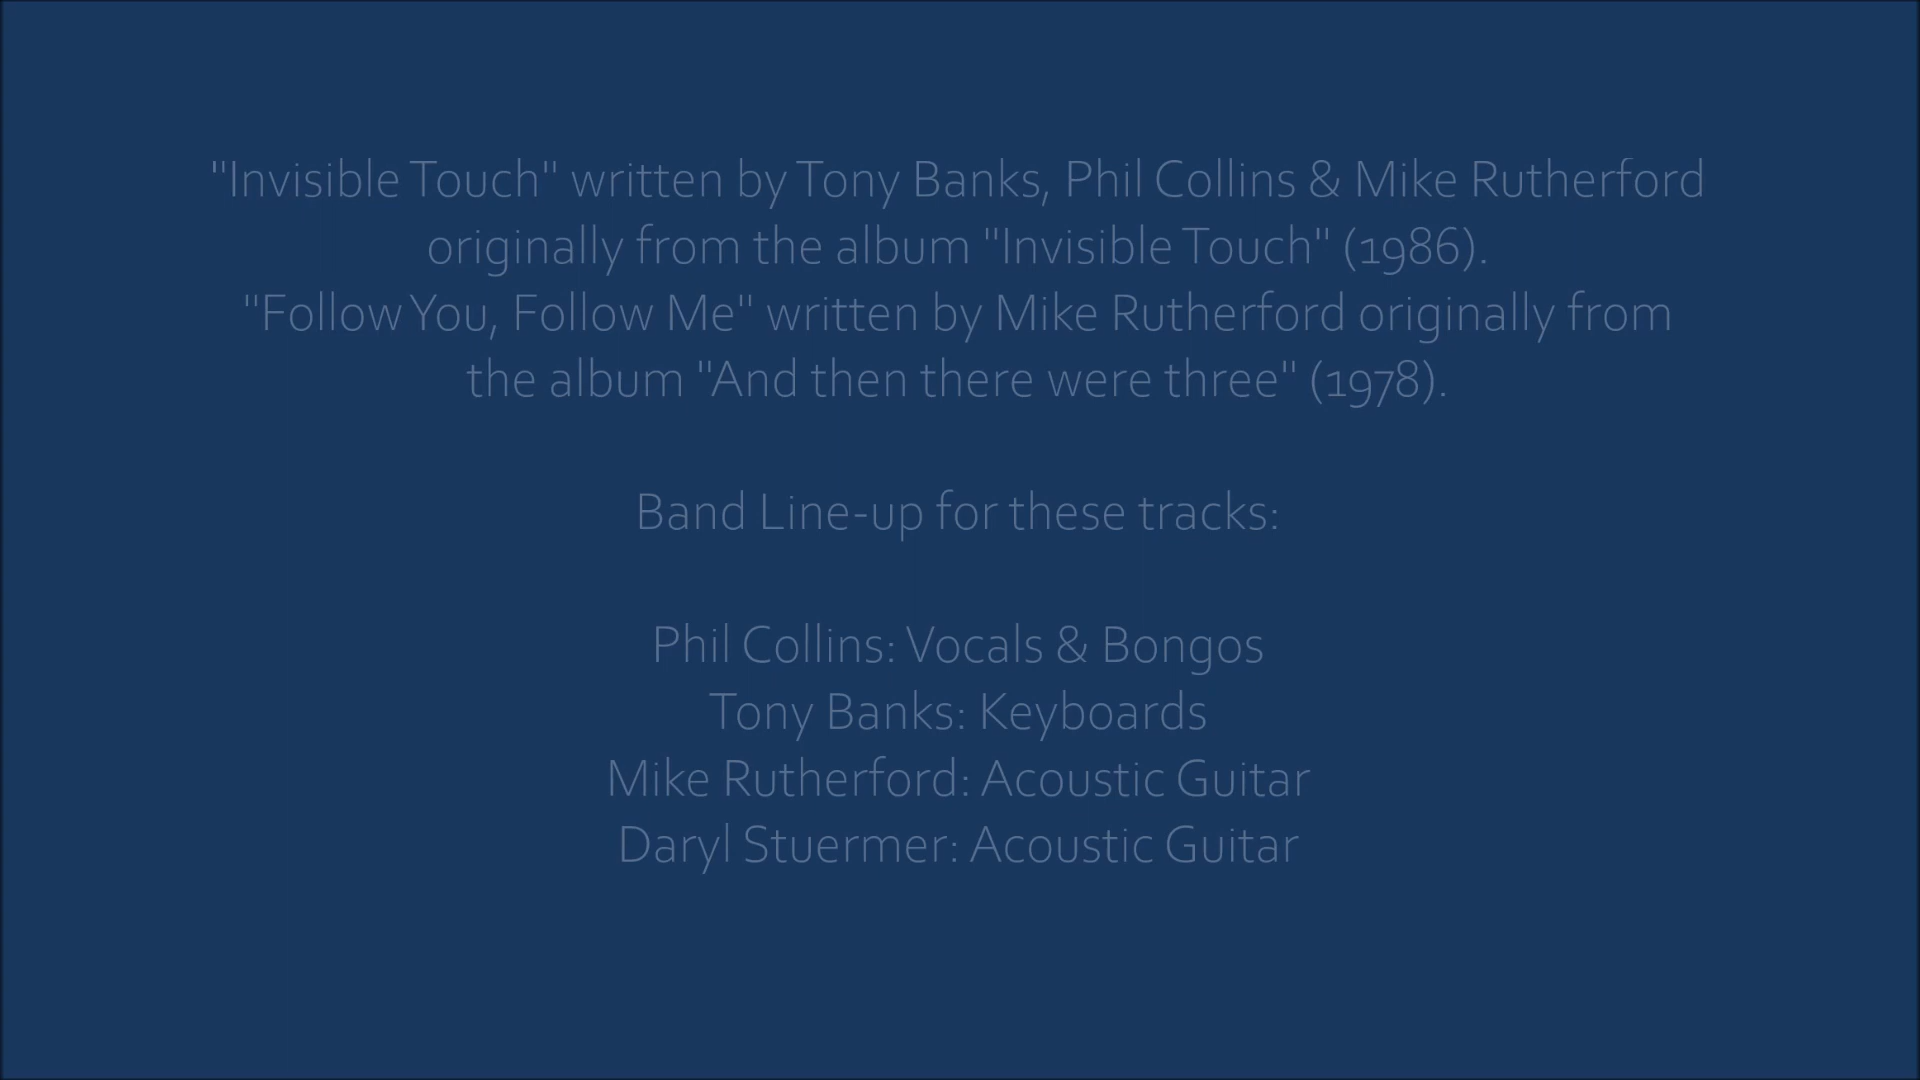 "Invisible Touch" written by Tony Banks, Phil Collins & Mike Rutherford
originally from the album "Invisible Touch" (1986).
"Follow You, Follow Me" written by Mike Rutherford originally from
the album "And then there were three" (1978).
Band Line-up for these tracks:
Phil Collins: Vocals & Bongos
Tony Banks: Keyboards
Mike Rutherford: Acoustic Guitar
Daryl Stuermer: Acoustic Guitar